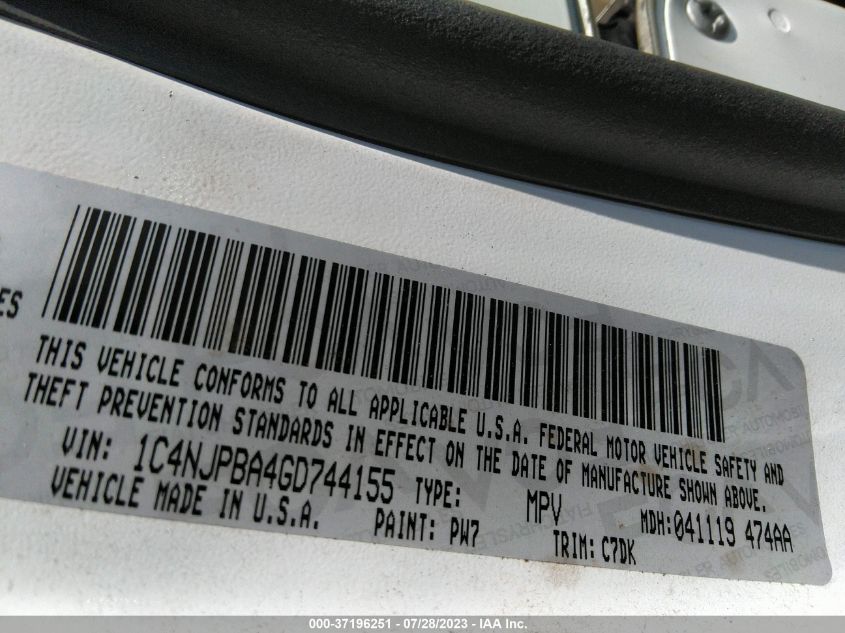 ES
THIS VEHICLE CONFORMS TO ALL APPLICABLE U.S.A. FEDERAL MOTOR VEHICLE SAFETY AND
THEFT PREVENTION STANDARDS IN EFFECT ON THE DATE OF MANUFACTURE SHOWN ABOVE.
VIN: 1C4NJPBA4GD744155 TYPE: MPV MDH:041119 474AA
VEHICLE MADE IN U.S.A. PAINT: PW7 TRIM: C7DK
000-37196251 / 07/28/2023 - IAA Inc.